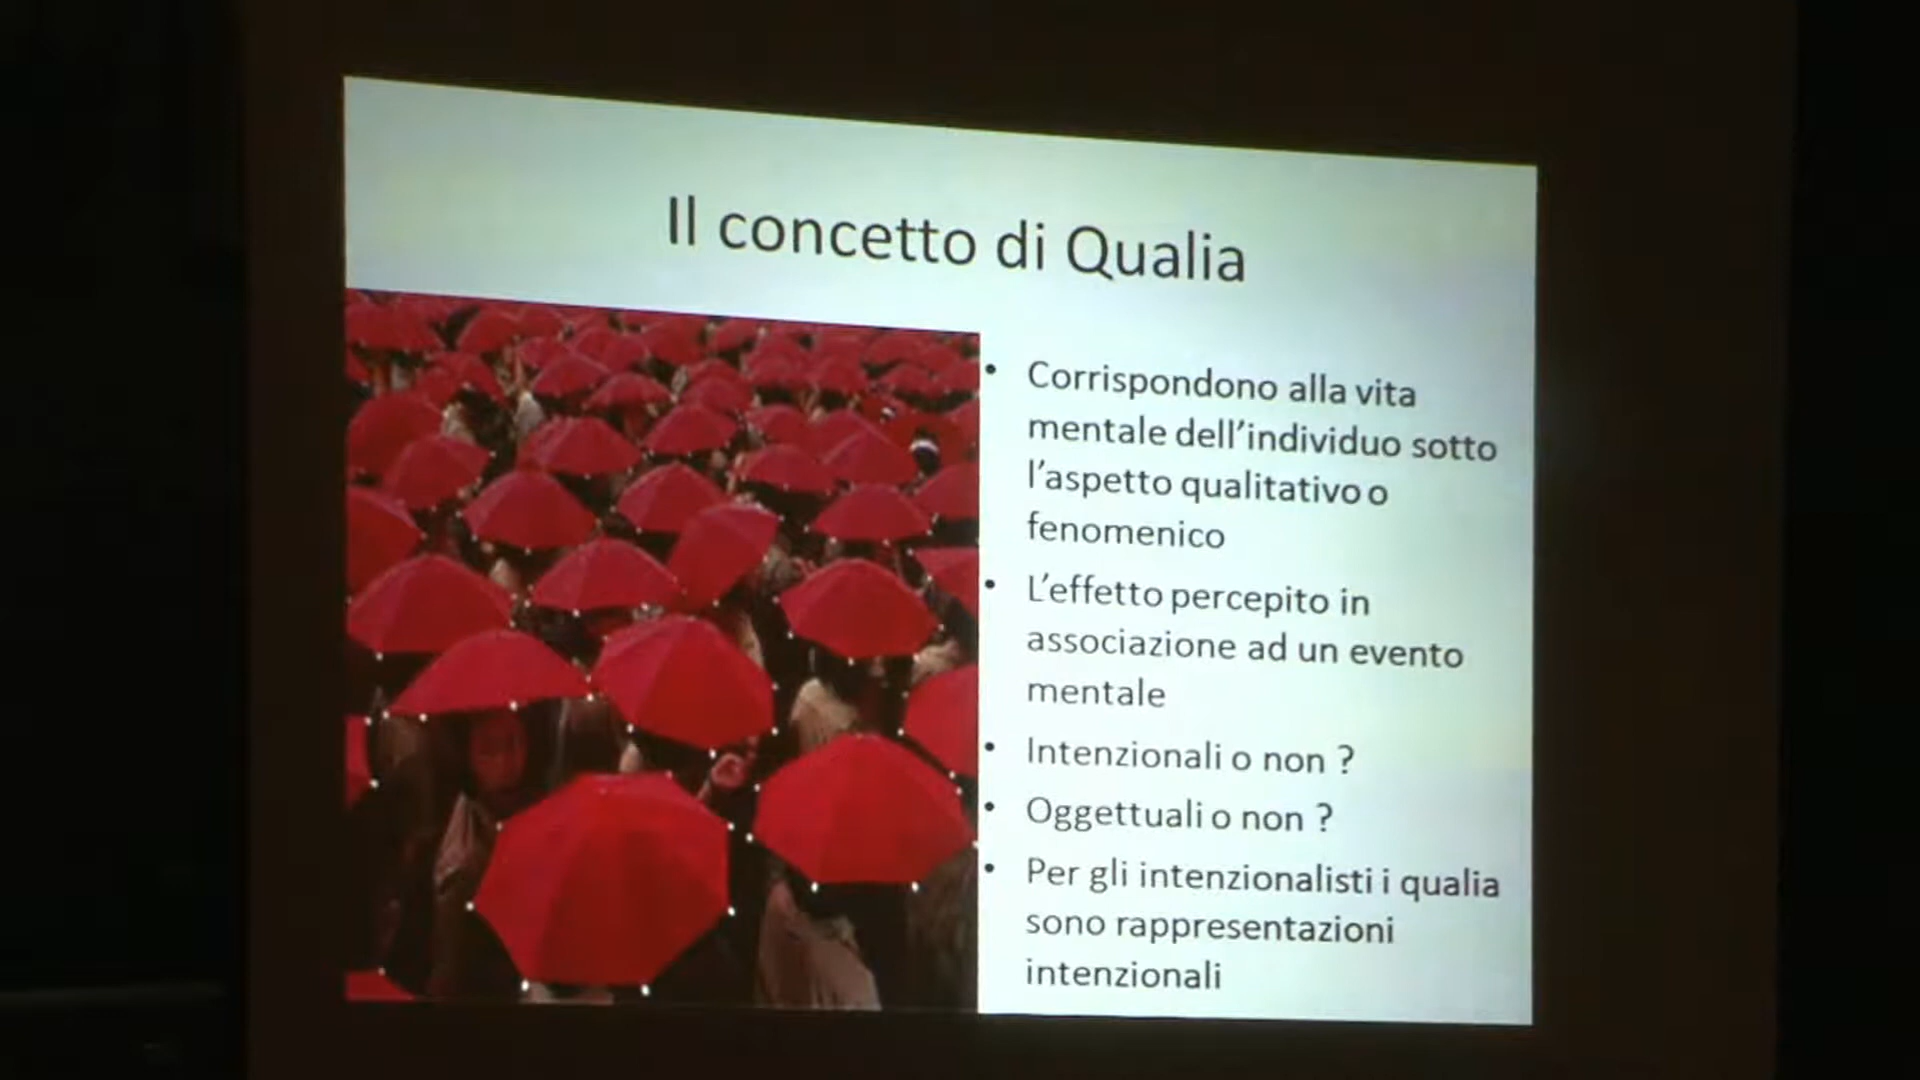 Il concetto di Qualia
• Corrispondono alla vita
mentale dell'individuo sotto
l'aspetto qualitativo o
fenomenico
• L'effetto percepito in
associazione ad un evento
mentale
• Intenzionali o non ?
• Oggettuali o non ?
• Per gli intenzionalisti i qualia
sono rappresentazioni
intenzionali